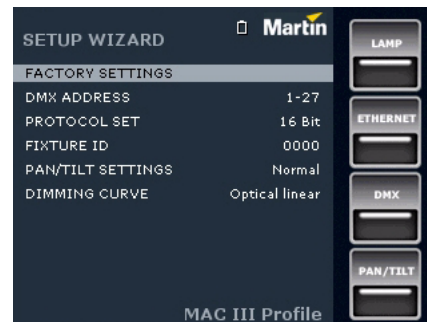 SETUP WIZARD
Martin
FACTORY SETTINGS
DMX ADDRESS 1-27
PROTOCOL SET 16 Bit
FIXTURE ID 0000
PAN/TILT SETTINGS Normal
DIMMING CURVE Optical linear
MAC III Profile
LAMP
ETHERNET
DMX
PAN/TILT